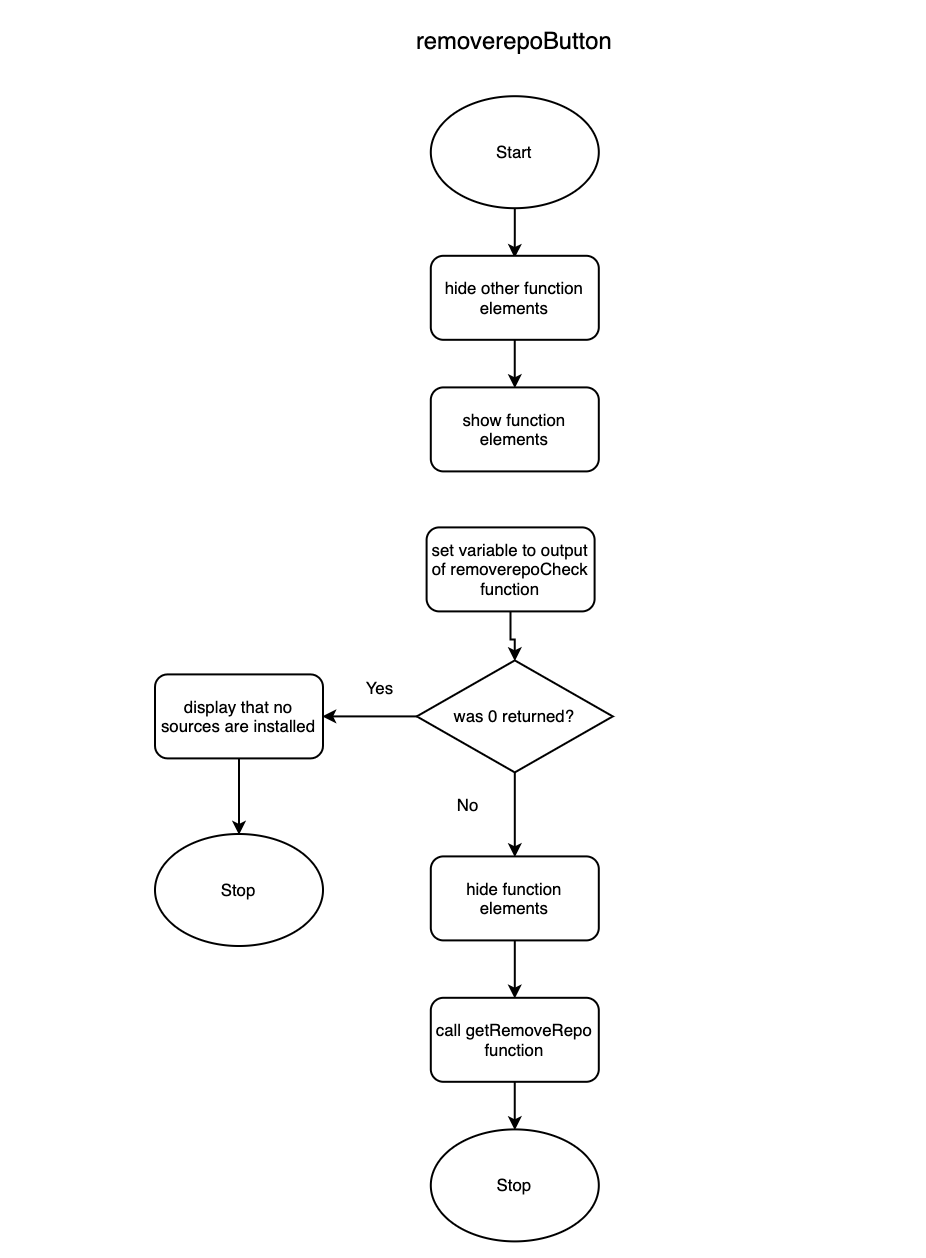 removerepoButton
Start
hide other function
elements
show function
elements
set variable to output
of removerepoCheck
function
was 0 returned?
Yes
display that no
sources are installed
No
Stop
hide function
elements
call getRemoveRepo
function
Stop